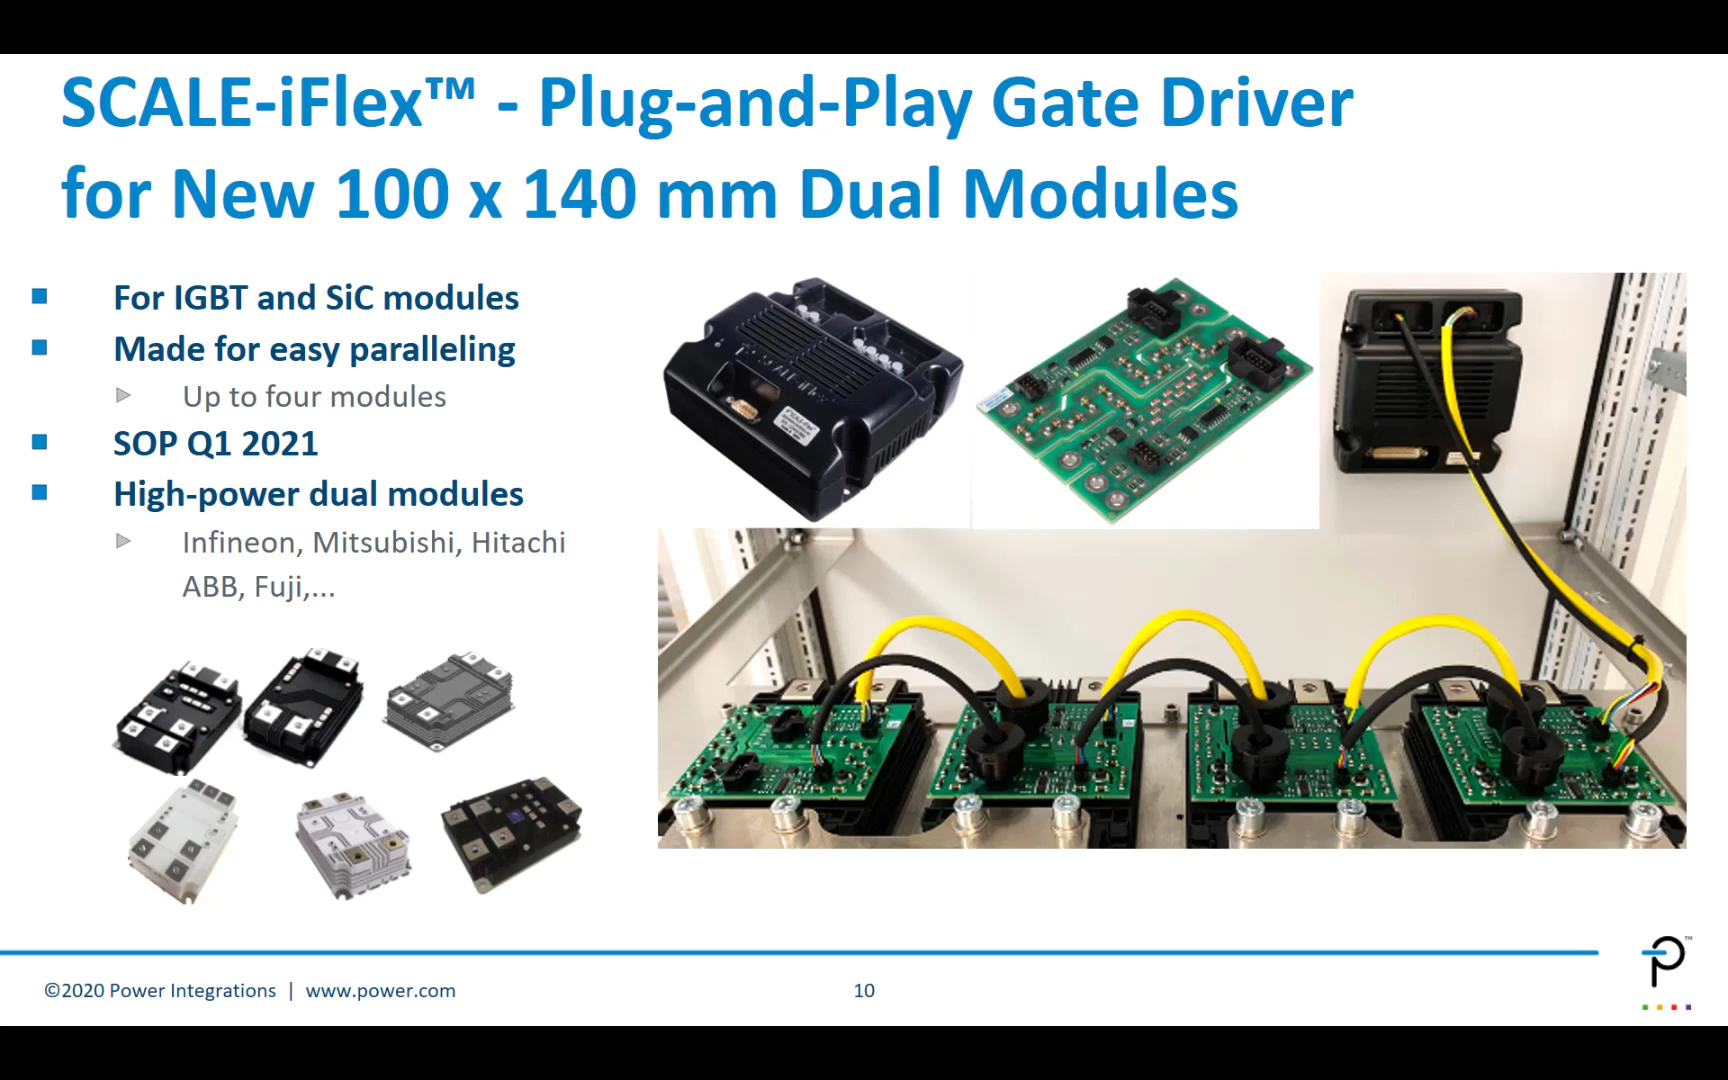 SCALE-iFlex™ - Plug-and-Play Gate Driver
for New 100 x 140 mm Dual Modules
For IGBT and SiC modules
Made for easy paralleling
Up to four modules
SOP Q1 2021
High-power dual modules
Infineon, Mitsubishi, Hitachi
ABB, Fuji,...
©2020 Power Integrations | www.power.com
10